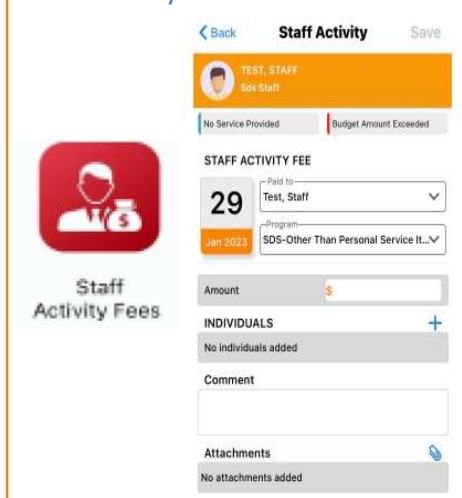 Back Staff Activity Save
TEST, STAFF
Sds Staff
No Service Provided Budget Amount Exceeded
STAFF ACTIVITY FEE
29
Jan 2023
Paid to
Test, Staff
Program
SDS-Other Than Personal Service It...
Amount $
INDIVIDUALS +
No individuals added
Comment
Attachments
No attachments added
Staff
Activity Fees